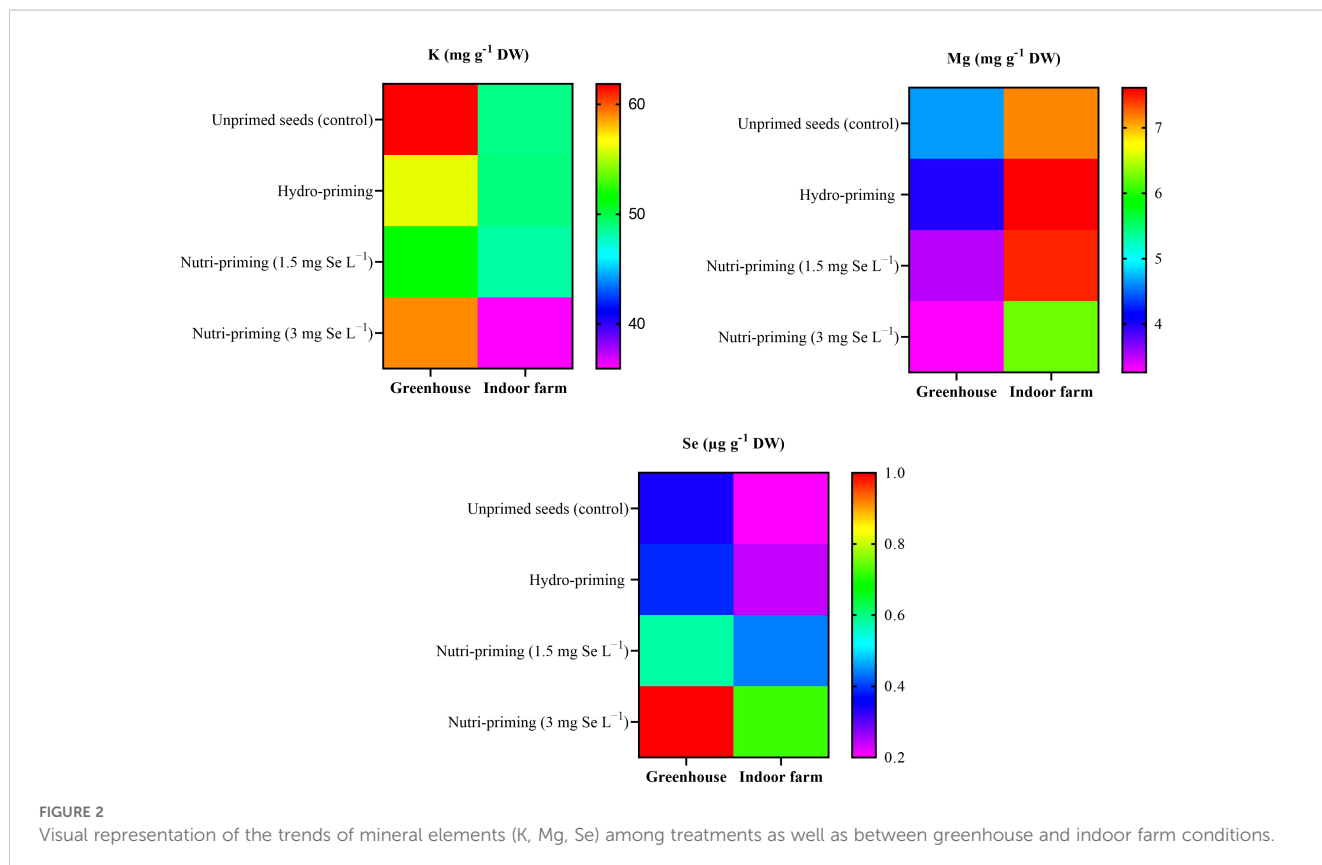 K (mg g⁻¹ DW)
Unprimed seeds (control)
Hydro-priming
Nutri-priming (1.5 mg Se L⁻¹)
Nutri-priming (3 mg Se L⁻¹)
Greenhouse Indoor farm
60
50
40
Mg (mg g⁻¹ DW)
Unprimed seeds (control)
Hydro-priming
Nutri-priming (1.5 mg Se L⁻¹)
Nutri-priming (3 mg Se L⁻¹)
Greenhouse Indoor farm
7
6
5
4
Se (µg g⁻¹ DW)
Unprimed seeds (control)
Hydro-priming
Nutri-priming (1.5 mg Se L⁻¹)
Nutri-priming (3 mg Se L⁻¹)
Greenhouse Indoor farm
1.0
0.8
0.6
0.4
0.2
FIGURE 2
Visual representation of the trends of mineral elements (K, Mg, Se) among treatments as well as between greenhouse and indoor farm conditions.